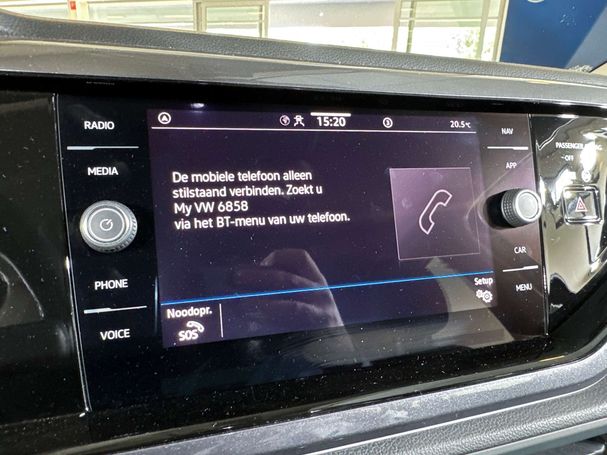 RADIO
MEDIA
PHONE
VOICE
15:20
20.5°C
De mobiele telefoon alleen
stilstaand verbinden. Zoekt u
My VW 6858
via het BT-menu van uw telefoon.
Setup
Noodopr.
SOS
NAV
APP
CAR
MENU
OFF